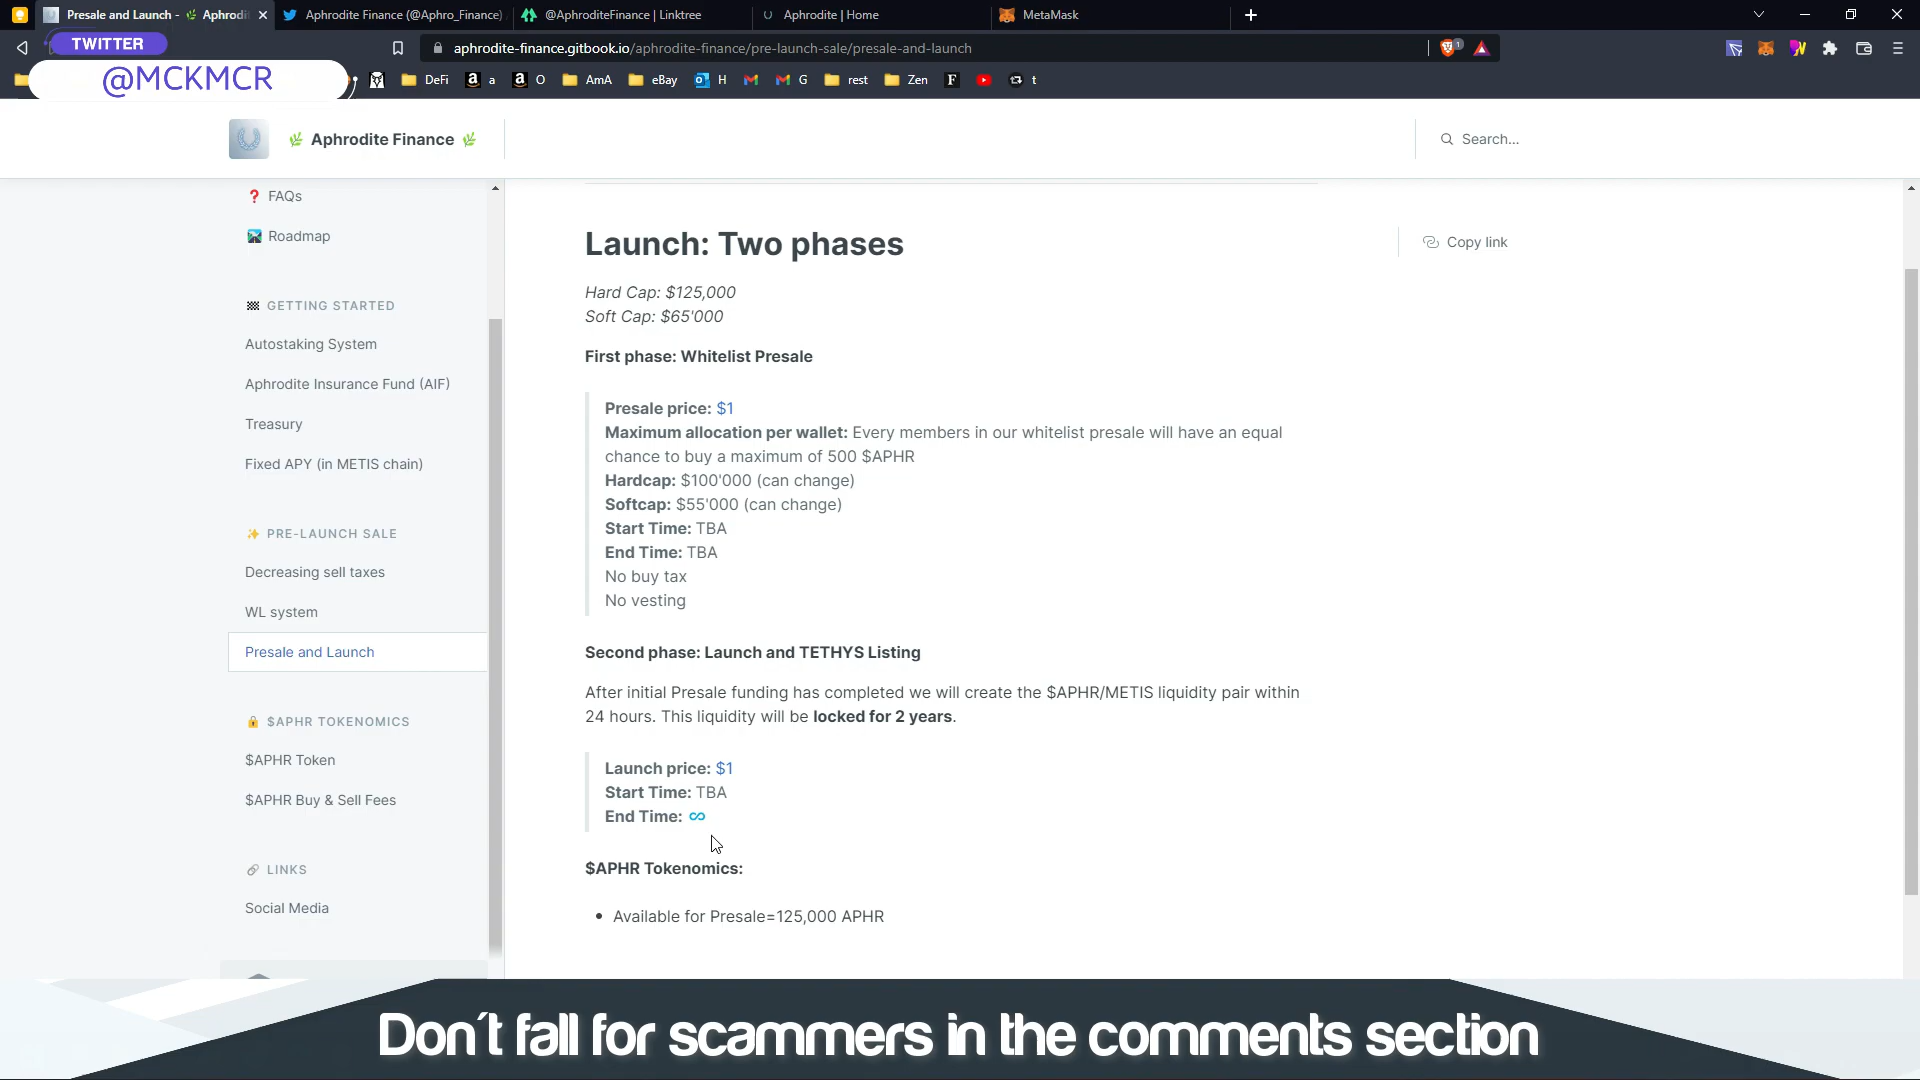 Presale and Launch - Aphrodi
Aphrodite Finance (@Aphro_Finance)
@AphroditeFinance | Linktree
Aphrodite | Home
MetaMask
TWITTER
@MCKMCR
aphrodite-finance.gitbook.io/aphrodite-finance/pre-launch-sale/presale-and-launch
1
DeFi
a
O
AmA
eBay
H
G
rest
Zen
F
t
Aphrodite Finance
Search...
FAQs
Roadmap
GETTING STARTED
Autostaking System
Aphrodite Insurance Fund (AIF)
Treasury
Fixed APY (in METIS chain)
PRE-LAUNCH SALE
Decreasing sell taxes
WL system
Presale and Launch
$APHR TOKENOMICS
$APHR Token
$APHR Buy & Sell Fees
LINKS
Social Media
Launch: Two phases
Copy link
Hard Cap: $125,000
Soft Cap: $65'000
First phase: Whitelist Presale
Presale price: $1
Maximum allocation per wallet: Every members in our whitelist presale will have an equal
chance to buy a maximum of 500 $APHR
Hardcap: $100'000 (can change)
Softcap: $55'000 (can change)
Start Time: TBA
End Time: TBA
No buy tax
No vesting
Second phase: Launch and TETHYS Listing
After initial Presale funding has completed we will create the $APHR/METIS liquidity pair within
24 hours. This liquidity will be locked for 2 years.
Launch price: $1
Start Time: TBA
End Time: ∞
$APHR Tokenomics:
• Available for Presale=125,000 APHR
Don´t fall for scammers in the comments section